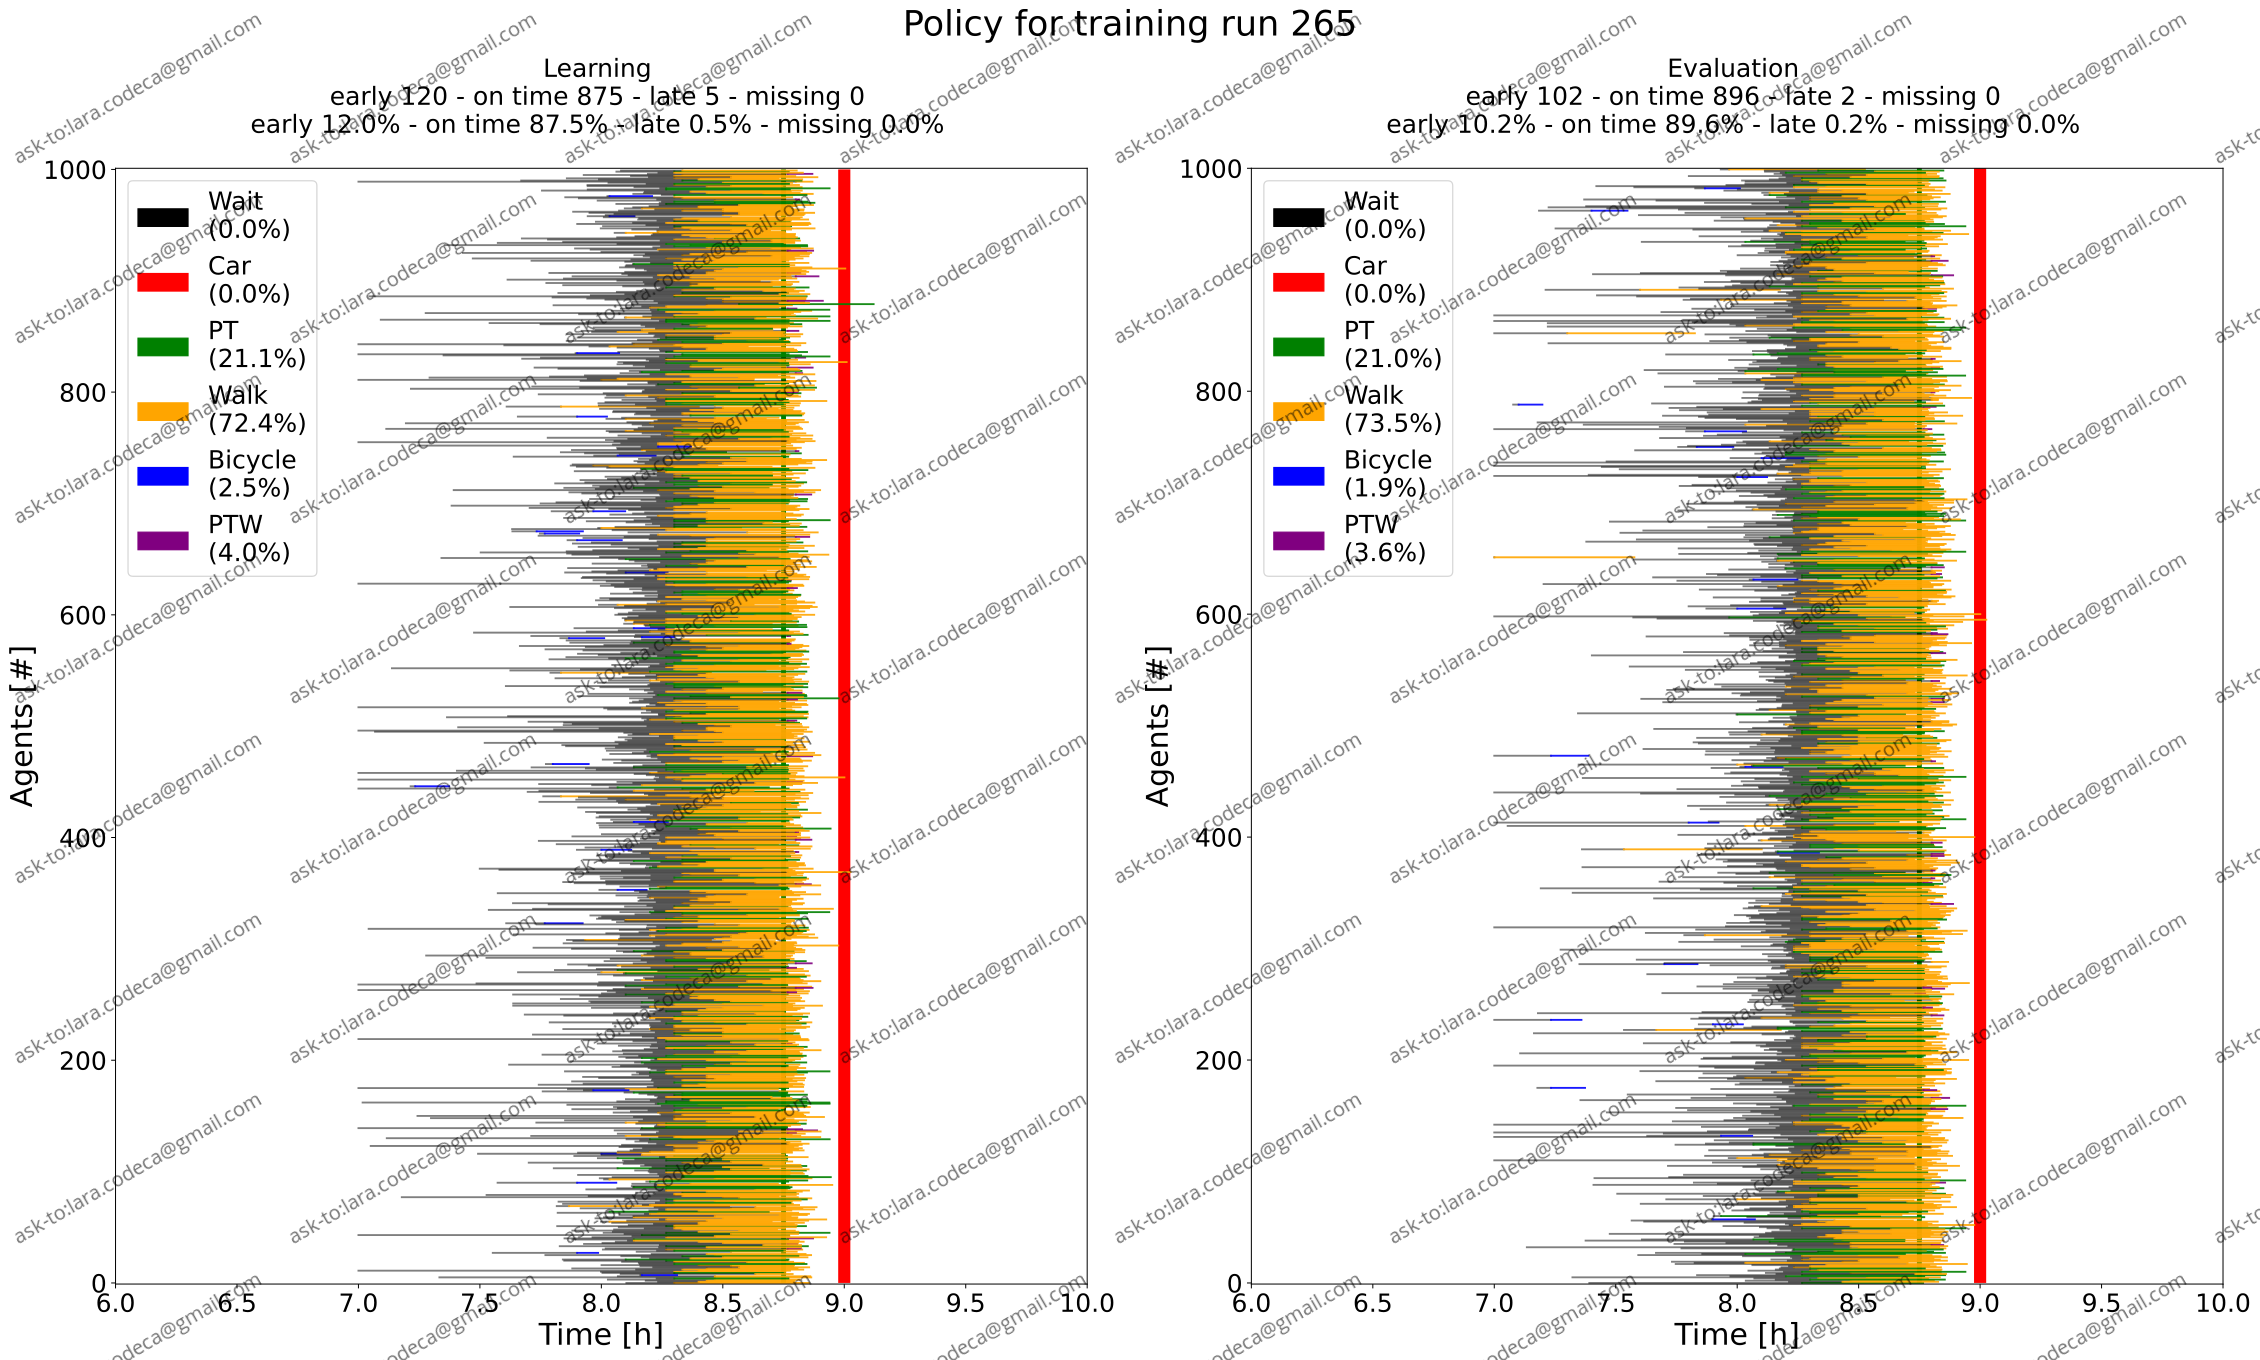 Policy for training run 265
Learning
early 120 - on time 875 - late 5 - missing 0
early 12.0% - on time 87.5% - late 0.5% - missing 0.0%
1000
800
600
400
200
0
Agents [#]
Wait
(0.0%)
Car
(0.0%)
PT
(21.1%)
Walk
(72.4%)
Bicycle
(2.5%)
PTW
(4.0%)
6.0 6.5 7.0 7.5 8.0 8.5 9.0 9.5 10.0
Time [h]
Evaluation
early 102 - on time 896 - late 2 - missing 0
early 10.2% - on time 89.6% - late 0.2% - missing 0.0%
1000
800
600
400
200
0
Agents [#]
Wait
(0.0%)
Car
(0.0%)
PT
(21.0%)
Walk
(73.5%)
Bicycle
(1.9%)
PTW
(3.6%)
6.0 6.5 7.0 7.5 8.0 8.5 9.0 9.5 10.0
Time [h]
ask-to:lara.codeca@gmail.com